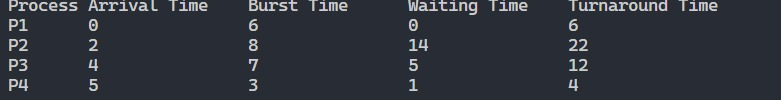 Process Arrival Time Burst Time Waiting Time Turnaround Time
P1 0 6 0 6
P2 2 8 14 22
P3 4 7 5 12
P4 5 3 1 4